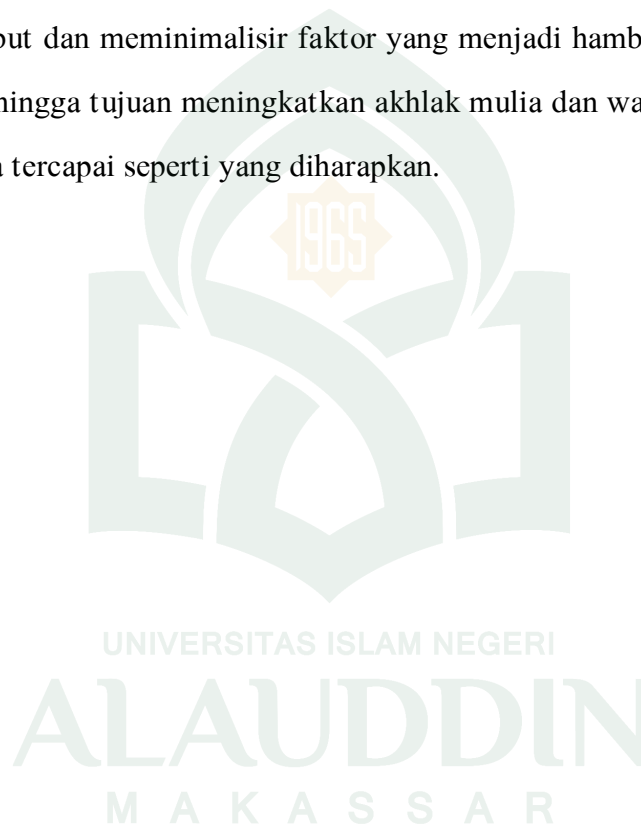 but dan meminimalisir faktor yang menjadi hamb
hingga tujuan meningkatkan akhlak mulia dan wa
a tercapai seperti yang diharapkan.
1965
UNIVERSITAS ISLAM NEGERI
ALAUDDIN
MAKASSAR